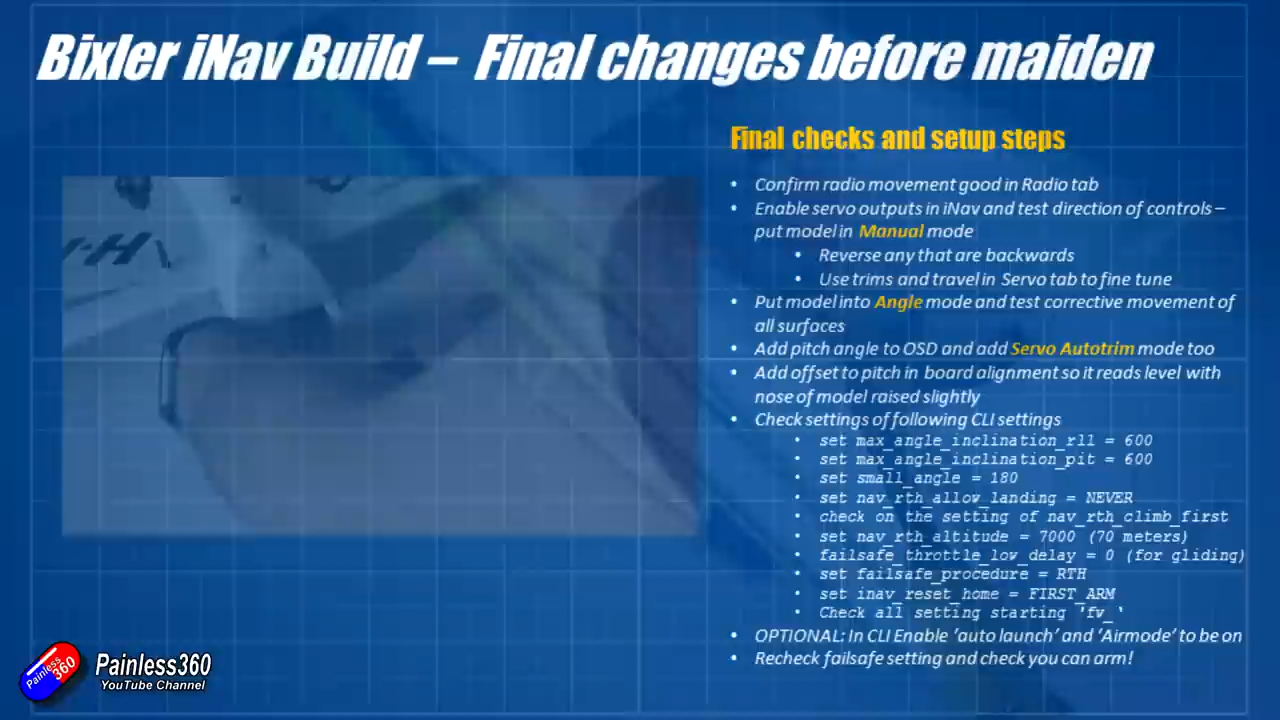 Bixler iNav Build – Final changes before maiden
Final checks and setup steps
• Confirm radio movement good in Radio tab
• Enable servo outputs in iNav and test direction of controls –
put model in Manual mode
• Reverse any that are backwards
• Use trims and travel in Servo tab to fine tune
• Put model into Angle mode and test corrective movement of
all surfaces
• Add pitch angle to OSD and add Servo Autotrim mode too
• Add offset to pitch in board alignment so it reads level with
nose of model raised slightly
• Check settings of following CLI settings
• set max_angle_inclination_rll = 600
• set max_angle_inclination_pit = 600
• set small_angle = 180
• set nav_rth_allow_landing = NEVER
• check on the setting of nav_rth_climb_first
• set nav_rth_altitude = 7000 (70 meters)
• failsafe_throttle_low_delay = 0 (for gliding)
• set failsafe_procedure = RTH
• set inav_reset_home = FIRST_ARM
• Check all setting starting 'fw_'
• OPTIONAL: In CLI Enable 'auto launch' and 'Airmode' to be on
• Recheck failsafe setting and check you can arm!
Painless
360
Painless360
YouTube Channel